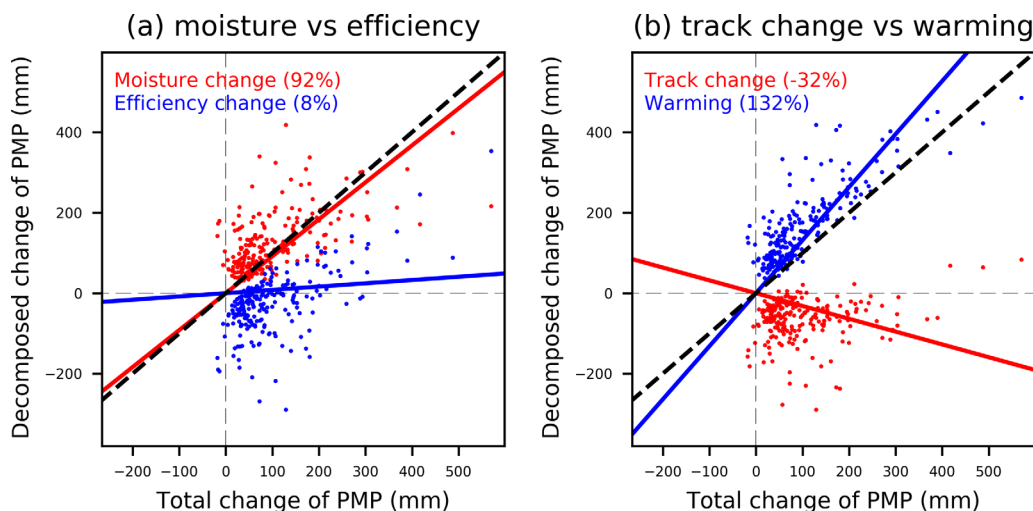 (a) moisture vs efficiency
Moisture change (92%)
Efficiency change (8%)
Decomposed change of PMP (mm)
400
200
0
−200
−200 −100 0 100 200 300 400 500
Total change of PMP (mm)
(b) track change vs warming
Track change (-32%)
Warming (132%)
Decomposed change of PMP (mm)
400
200
0
−200
−200 −100 0 100 200 300 400 500
Total change of PMP (mm)